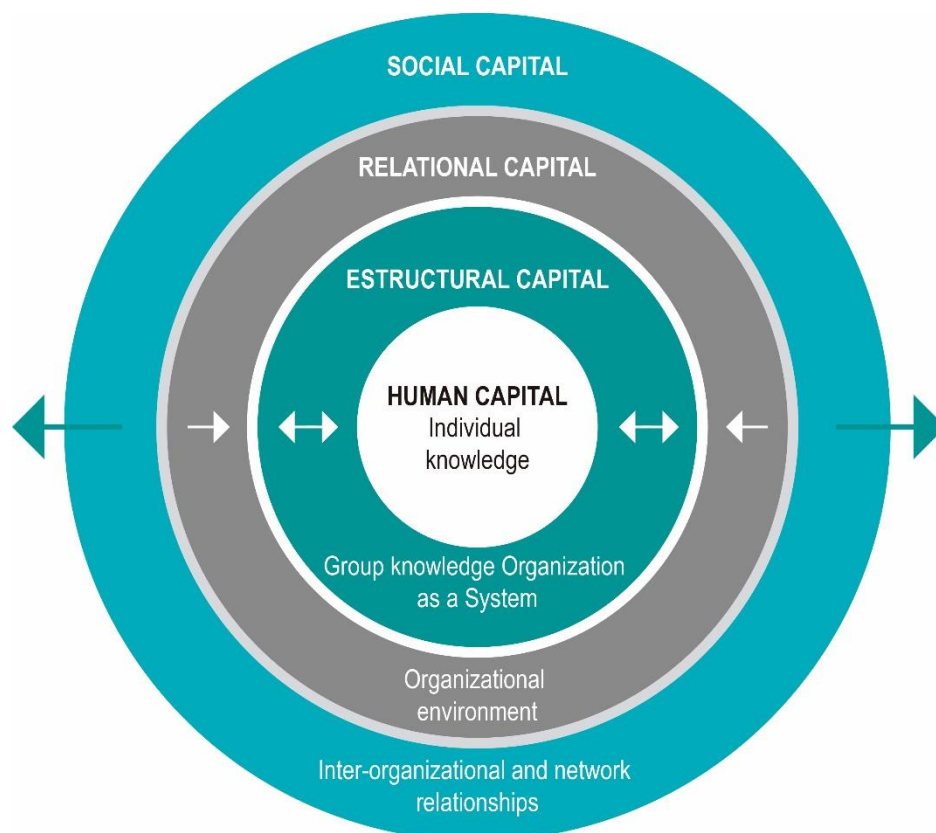 SOCIAL CAPITAL
RELATIONAL CAPITAL
ESTRUCTURAL CAPITAL
HUMAN CAPITAL
Individual
knowledge
Group knowledge Organization
as a System
Organizational
environment
Inter-organizational and network
relationships